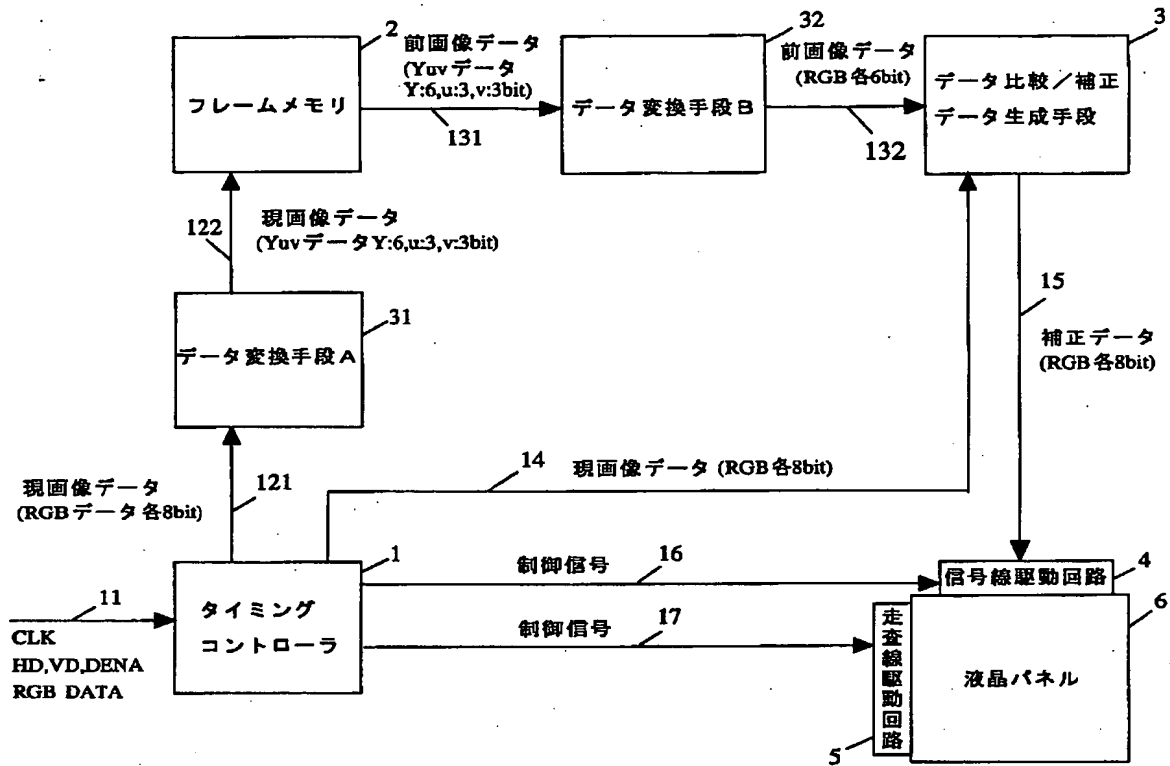 2
フレームメモリ
前画像データ
(Yuvデータ
Y:6,u:3,v:3bit)
131
32
データ変換手段B
前画像データ
(RGB各6bit)
132
3
データ比較/補正
データ生成手段
122
現画像データ
(YuvデータY:6,u:3,v:3bit)
31
データ変換手段A
15
補正データ
(RGB各8bit)
現画像データ
(RGBデータ各8bit)
121
14
現画像データ (RGB各8bit)
11
CLK
HD,VD,DENA
RGB DATA
1
タイミング
コントローラ
制御信号
16
制御信号
17
信号線駆動回路
4
走査線駆動回路
5
液晶パネル
6